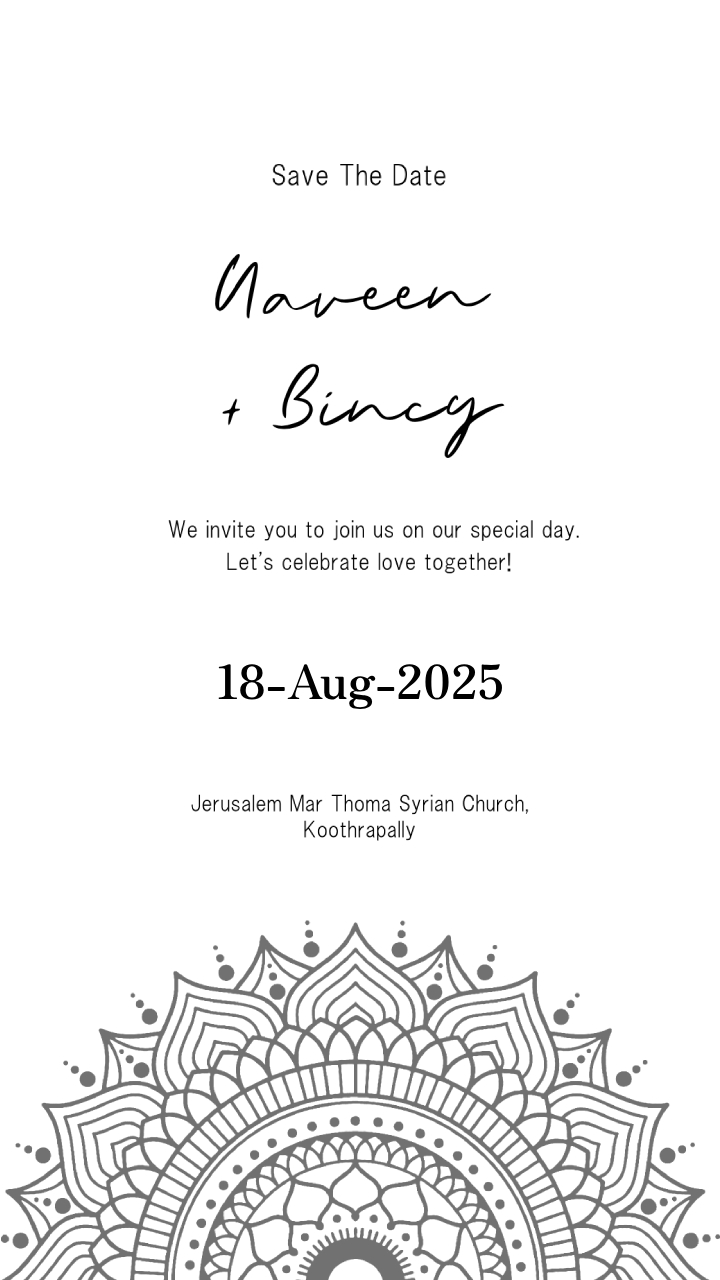 Save The Date
Naveen
+ Bincy
We invite you to join us on our special day.
Let's celebrate love together!
18-Aug-2025
Jerusalem Mar Thoma Syrian Church,
Koothrapally